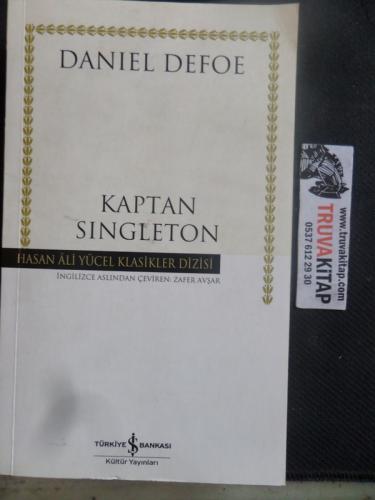 DANIEL DEFOE
KAPTAN
SINGLETON
HASAN ÂLİ YÜCEL KLASİKLER DİZİSİ
İNGİLİZCE ASLINDAN ÇEVİREN: ZAFER AVŞAR
TÜRKİYE İŞ BANKASI
Kültür Yayınları
www.truvakitap.com
TRUVAKiTAP
0537 612 29 30